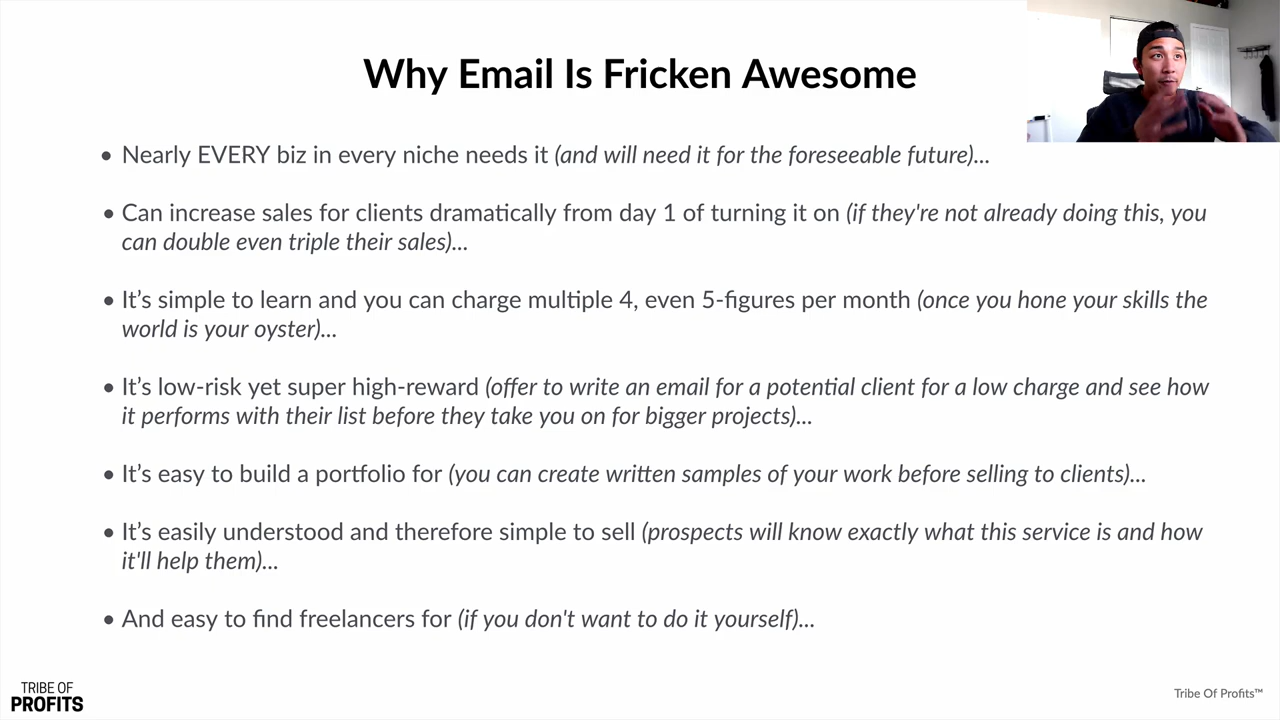 Why Email Is Fricken Awesome
• Nearly EVERY biz in every niche needs it (and will need it for the foreseeable future)...
• Can increase sales for clients dramatically from day 1 of turning it on (if they're not already doing this, you
can double even triple their sales)...
• It’s simple to learn and you can charge multiple 4, even 5-figures per month (once you hone your skills the
world is your oyster)...
• It’s low-risk yet super high-reward (offer to write an email for a potential client for a low charge and see how
it performs with their list before they take you on for bigger projects)...
• It’s easy to build a portfolio for (you can create written samples of your work before selling to clients)...
• It’s easily understood and therefore simple to sell (prospects will know exactly what this service is and how
it'll help them)...
• And easy to find freelancers for (if you don't want to do it yourself)...
TRIBE OF
PROFITS
Tribe Of Profits™